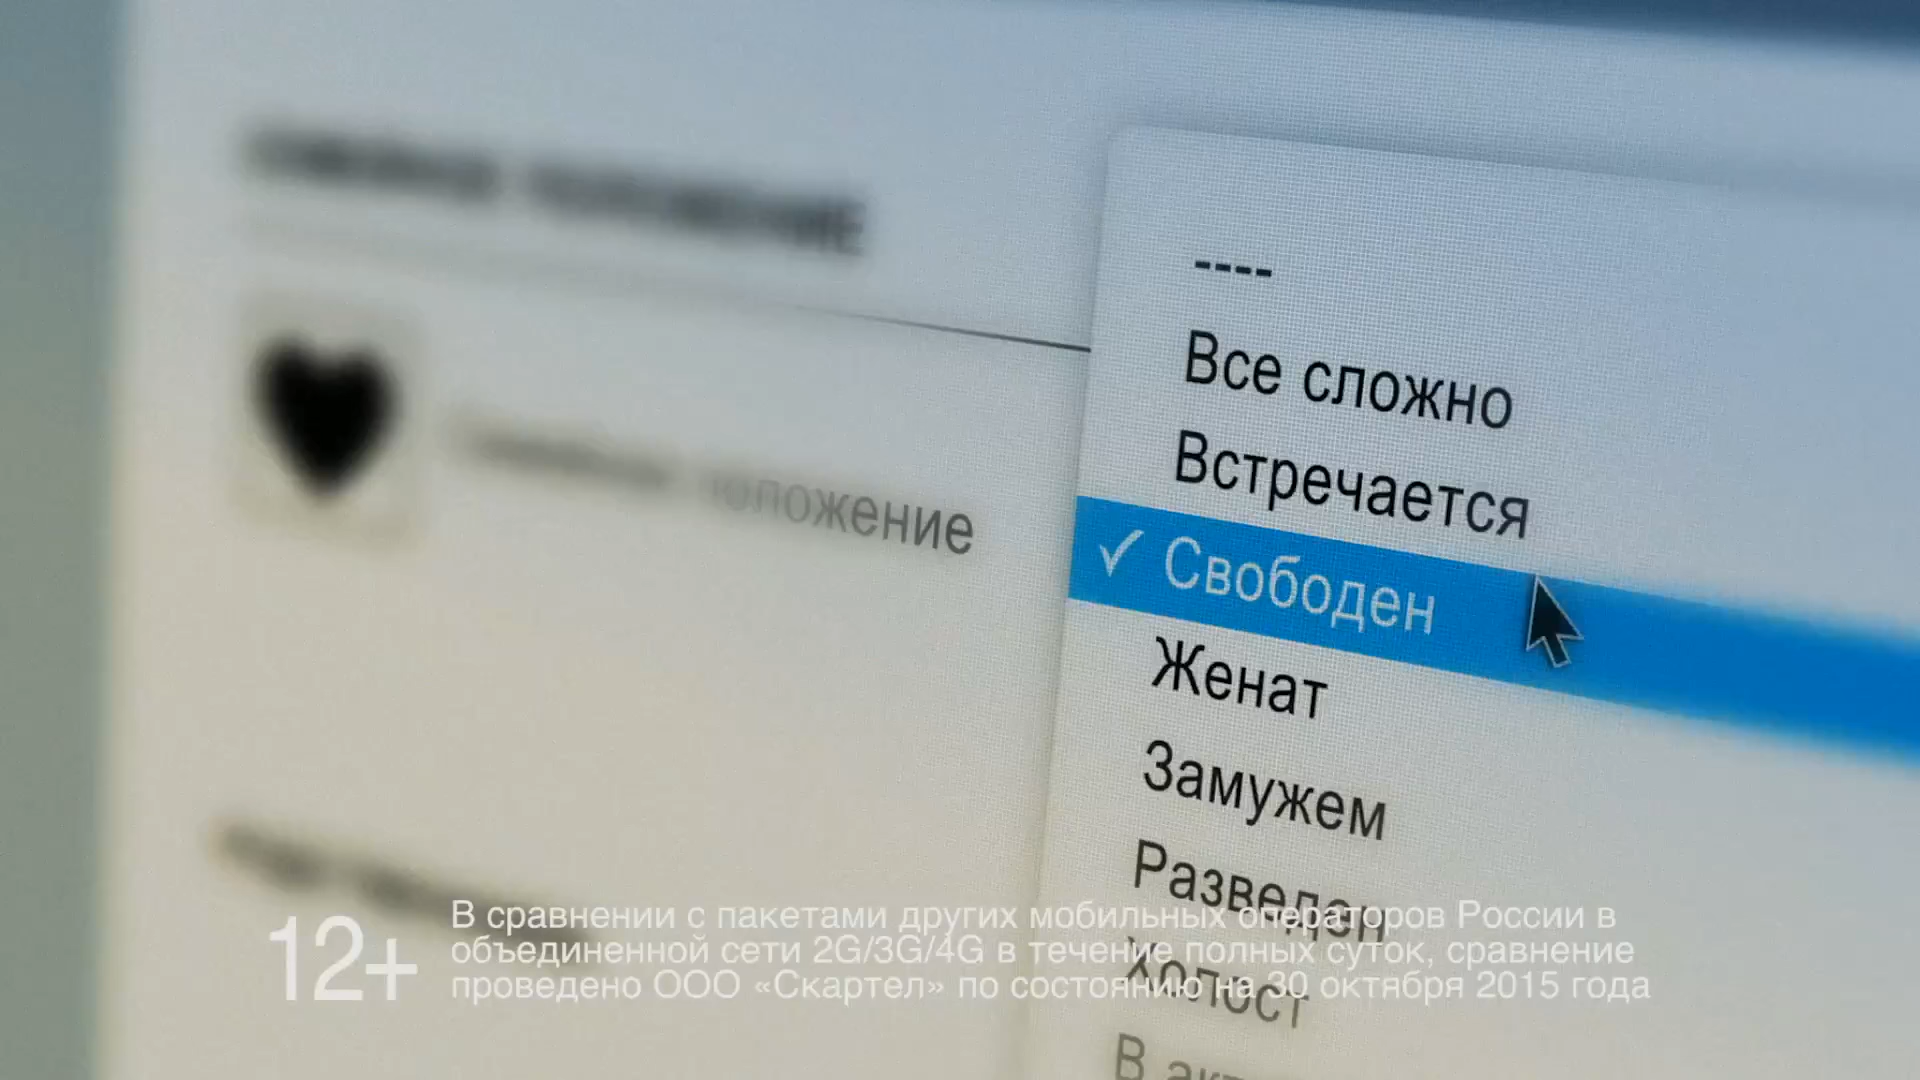 положение
----
Все сложно
Встречается
✓ Свободен
Женат
Замужем
Разведен
Холост
В
12+
В сравнении с пакетами других мобильных операторов России в
объединенной сети 2G/3G/4G в течение полных суток, сравнение
проведено ООО «Скартел» по состоянию на 30 октября 2015 года